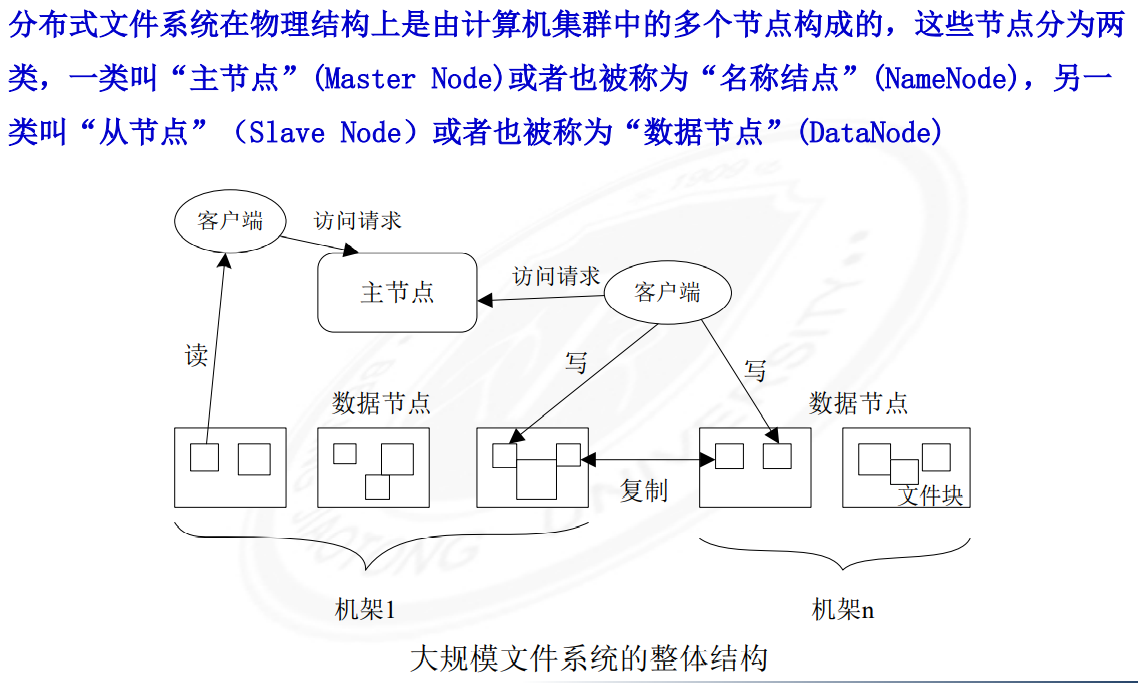 分布式文件系统在物理结构上是由计算机集群中的多个节点构成的，这些节点分为两
类，一类叫“主节点”(Master Node)或者也被称为“名称结点”(NameNode)，另一
类叫“从节点”（Slave Node）或者也被称为“数据节点”(DataNode)
客户端
访问请求
主节点
访问请求
客户端
读
写
写
数据节点
数据节点
复制
文件块
机架1
机架n
大规模文件系统的整体结构
1909
JIAOTONG UNIVERSITY